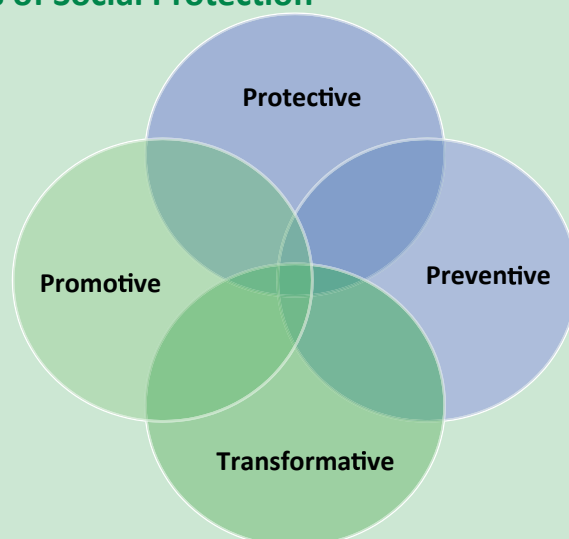 of Social Protection
Protective
Promotive
Preventive
Transformative